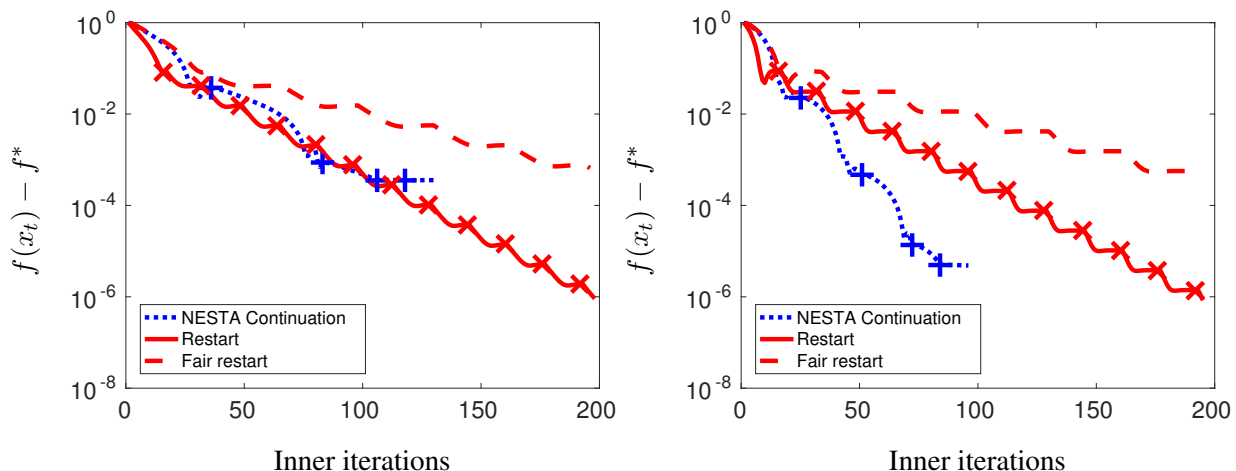 10^0
10^-2
10^-4
10^-6
10^-8
f(x_t) − f*
NESTA Continuation
Restart
Fair restart
0 50 100 150 200
Inner iterations
10^0
10^-2
10^-4
10^-6
10^-8
f(x_t) − f*
NESTA Continuation
Restart
Fair restart
0 50 100 150 200
Inner iterations